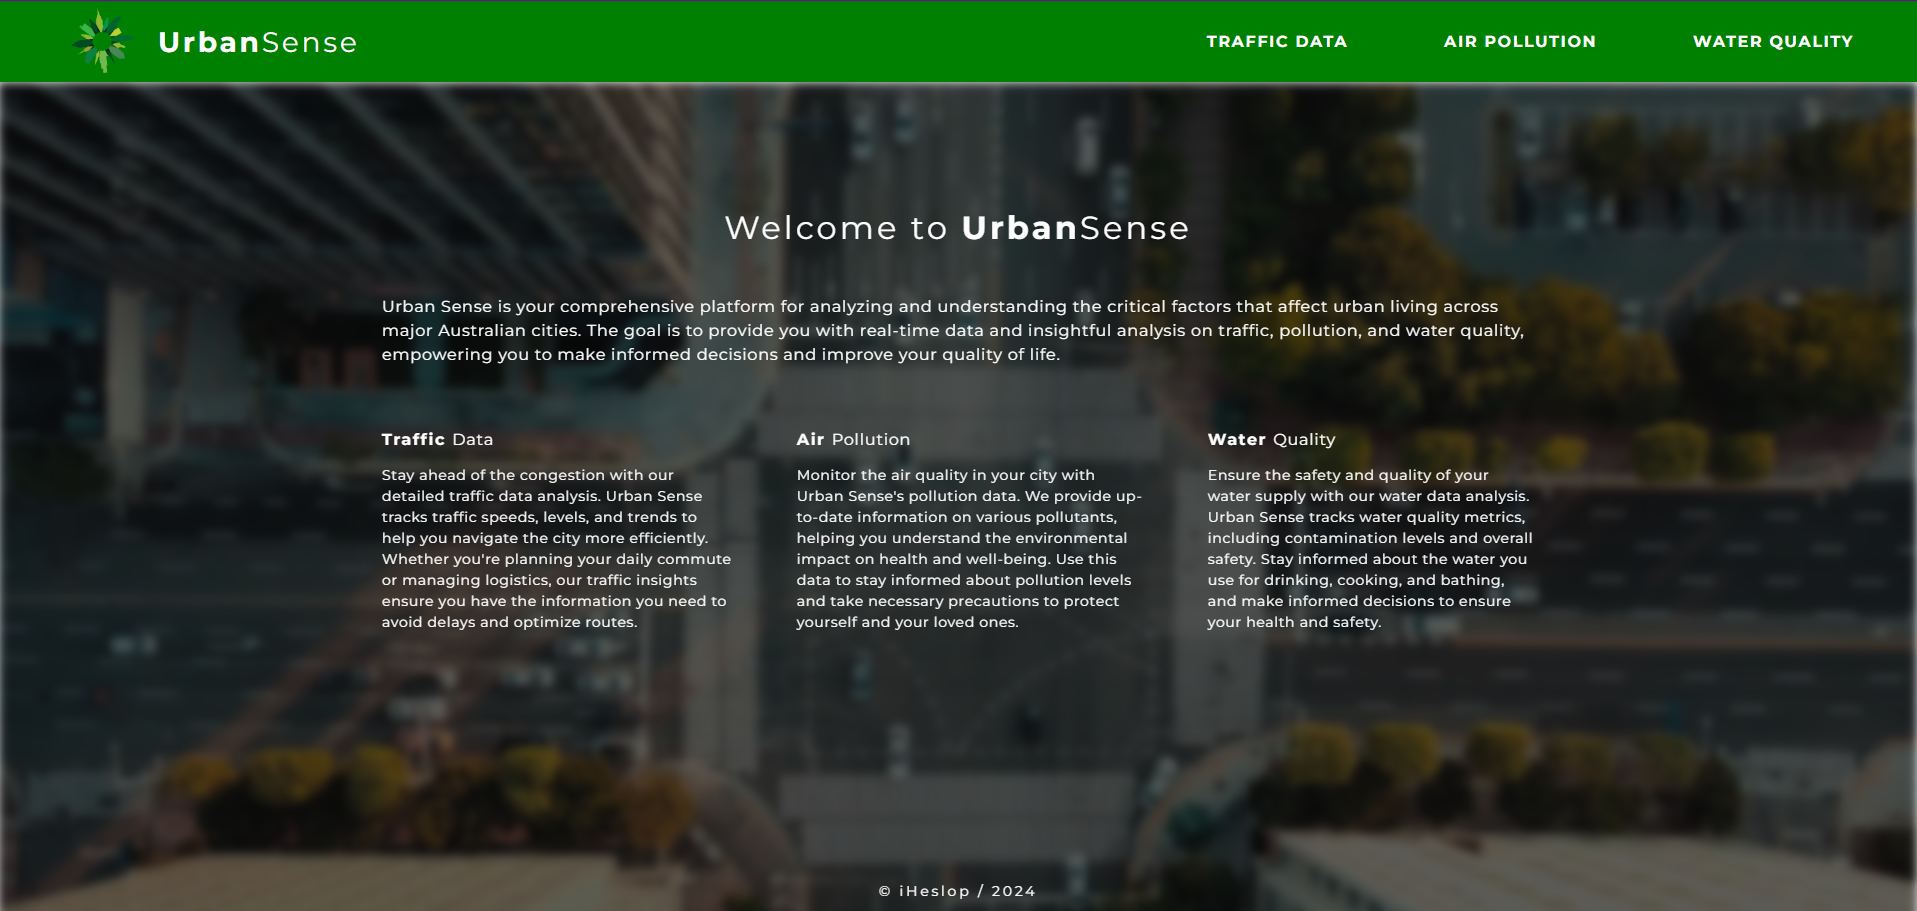 UrbanSense
TRAFFIC DATA
AIR POLLUTION
WATER QUALITY
Welcome to UrbanSense
Urban Sense is your comprehensive platform for analyzing and understanding the critical factors that affect urban living across
major Australian cities. The goal is to provide you with real-time data and insightful analysis on traffic, pollution, and water quality,
empowering you to make informed decisions and improve your quality of life.
Traffic Data
Stay ahead of the congestion with our
detailed traffic data analysis. Urban Sense
tracks traffic speeds, levels, and trends to
help you navigate the city more efficiently.
Whether you're planning your daily commute
or managing logistics, our traffic insights
ensure you have the information you need to
avoid delays and optimize routes.
Air Pollution
Monitor the air quality in your city with
Urban Sense's pollution data. We provide up-
to-date information on various pollutants,
helping you understand the environmental
impact on health and well-being. Use this
data to stay informed about pollution levels
and take necessary precautions to protect
yourself and your loved ones.
Water Quality
Ensure the safety and quality of your
water supply with our water data analysis.
Urban Sense tracks water quality metrics,
including contamination levels and overall
safety. Stay informed about the water you
use for drinking, cooking, and bathing,
and make informed decisions to ensure
your health and safety.
© iHeslop / 2024